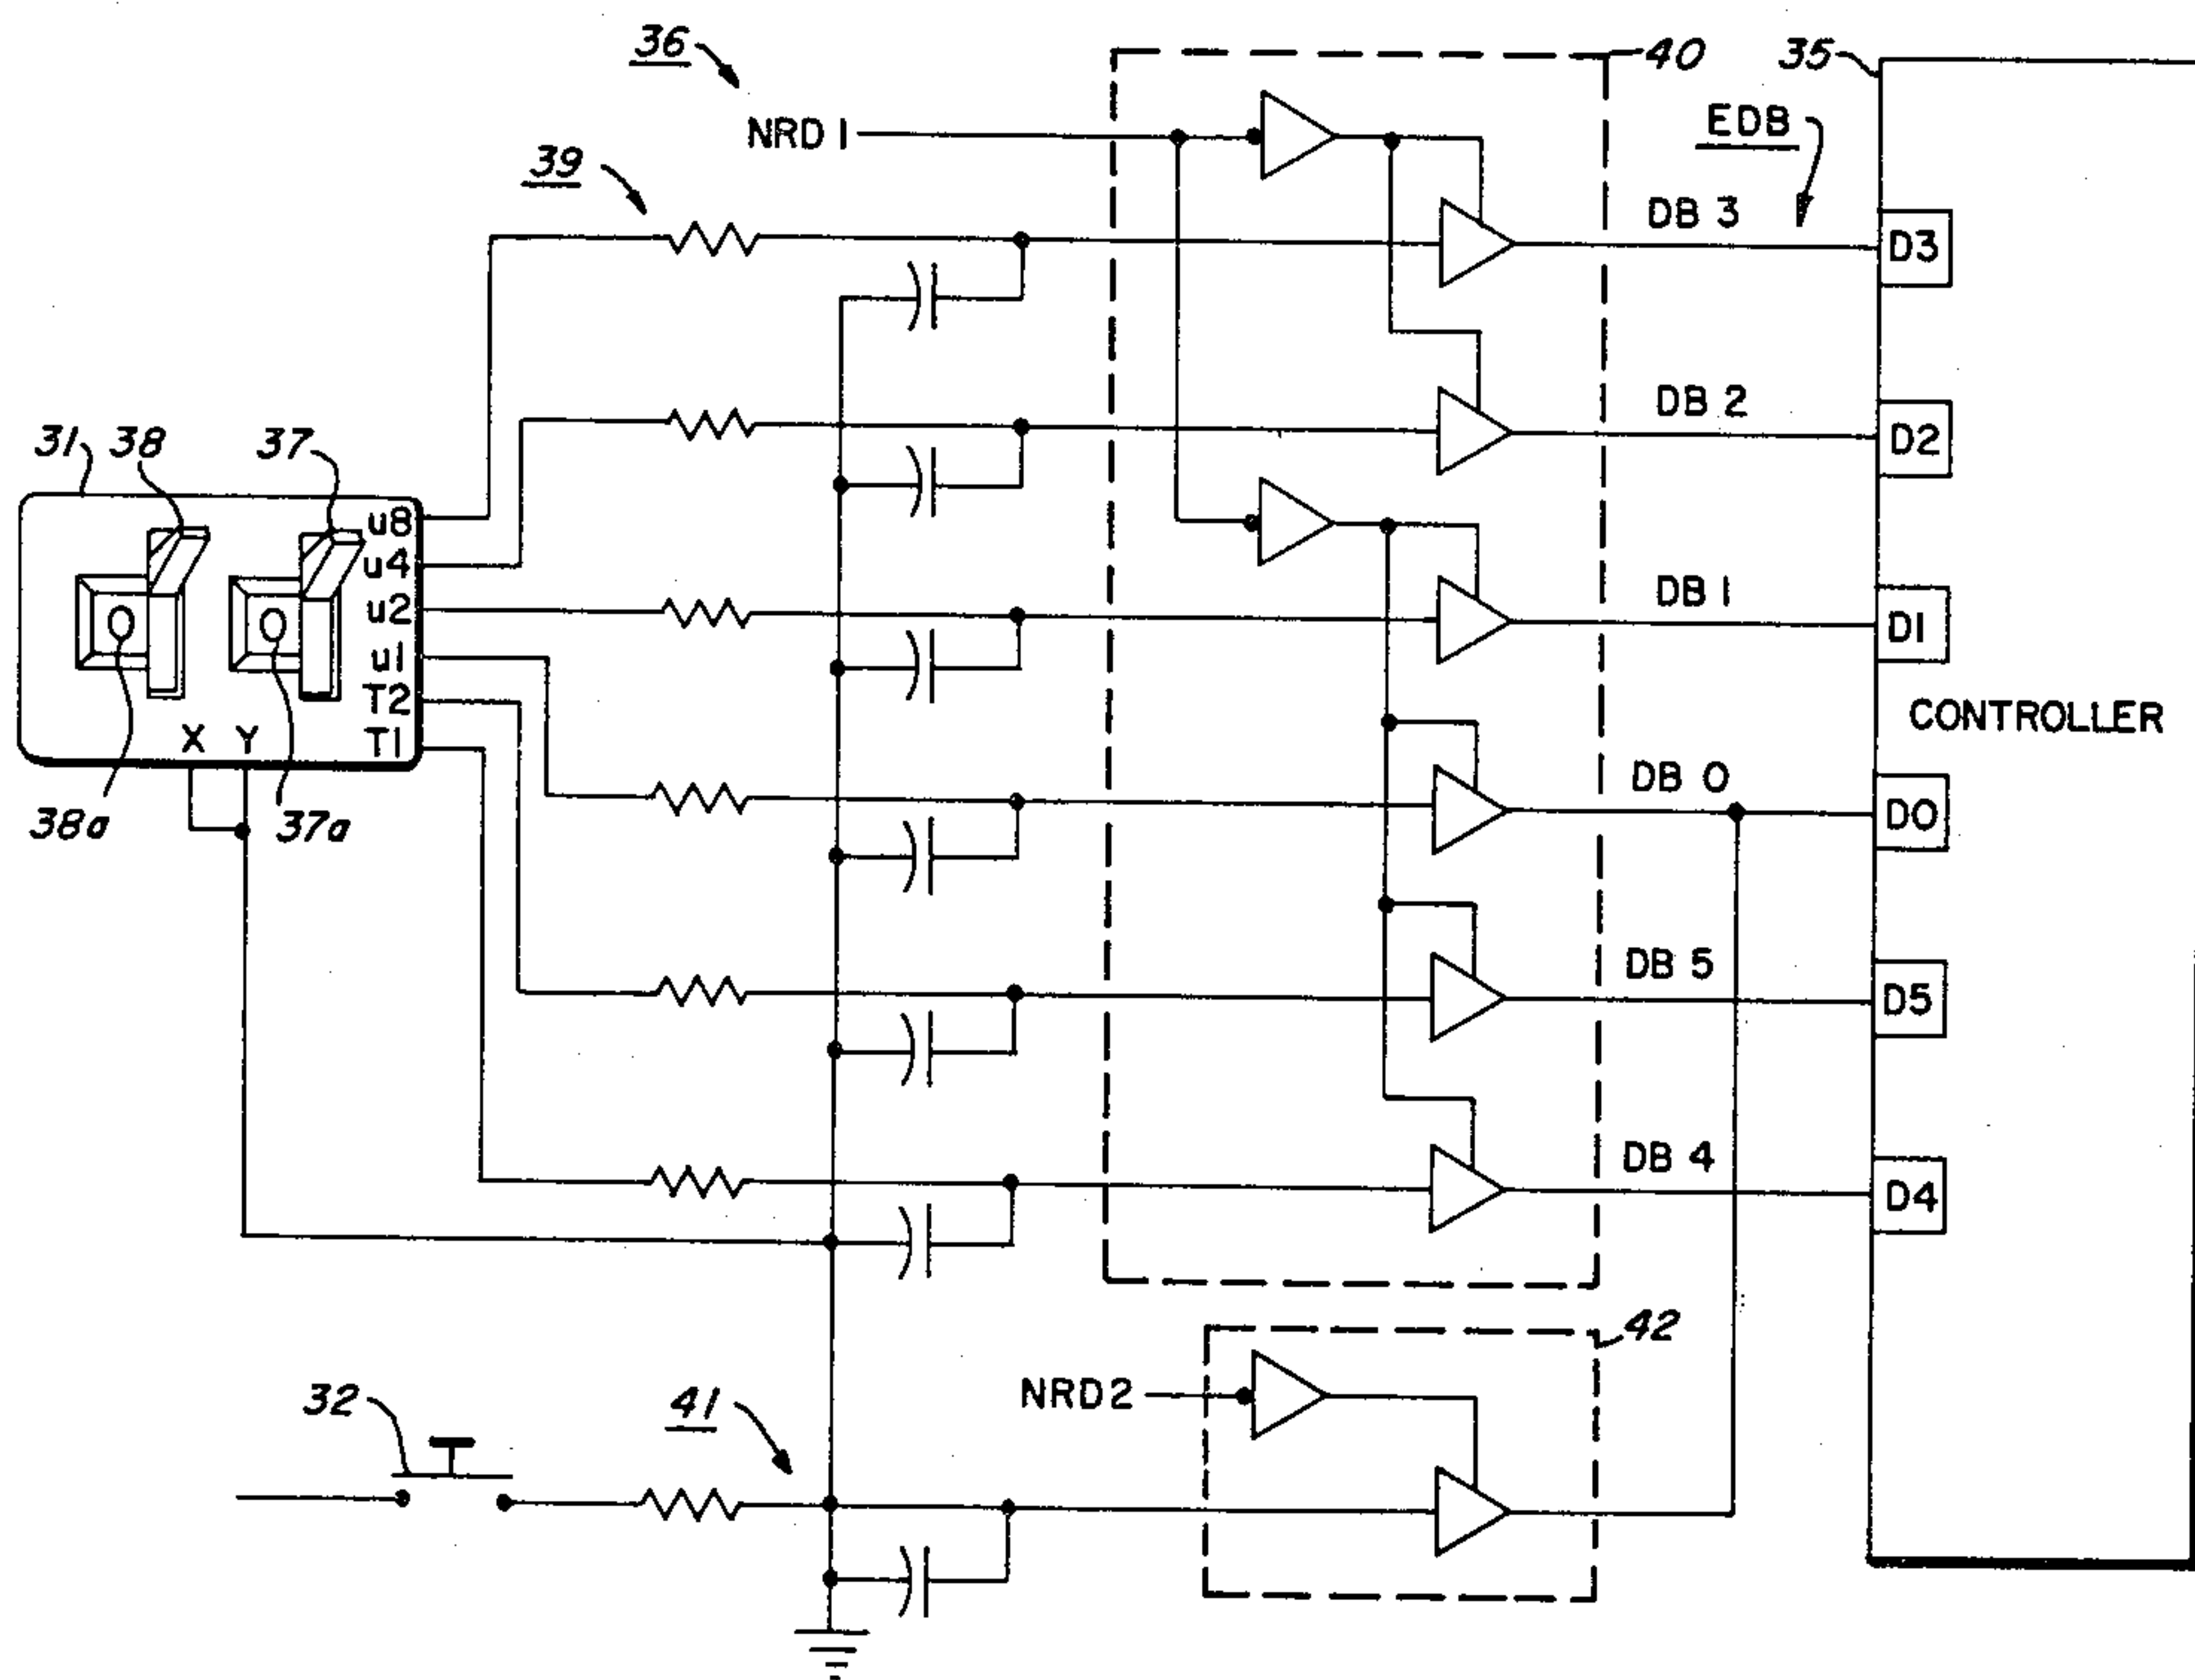 36
40
35
NRD 1
EDB
39
DB 3
D3
DB 2
D2
31
38
37
u8
u4
u2
u1
T2
T1
X
Y
38a
37a
DB 1
D1
CONTROLLER
DB 0
D0
DB 5
D5
DB 4
D4
42
NRD2
32
41